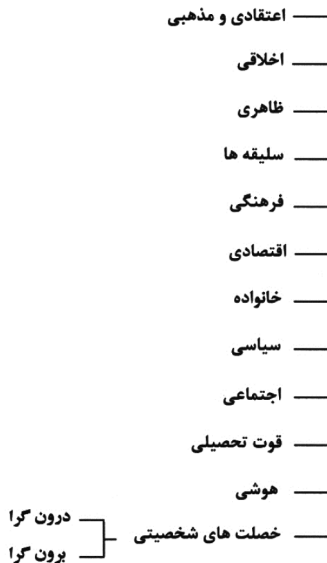 اعتقادی و مذهبی
اخلاقی
ظاهری
سلیقه ها
فرهنگی
اقتصادی
خانواده
سیاسی
اجتماعی
قوت تحصیلی
هوشی
خصلت های شخصیتی
درون گرا
برون گرا